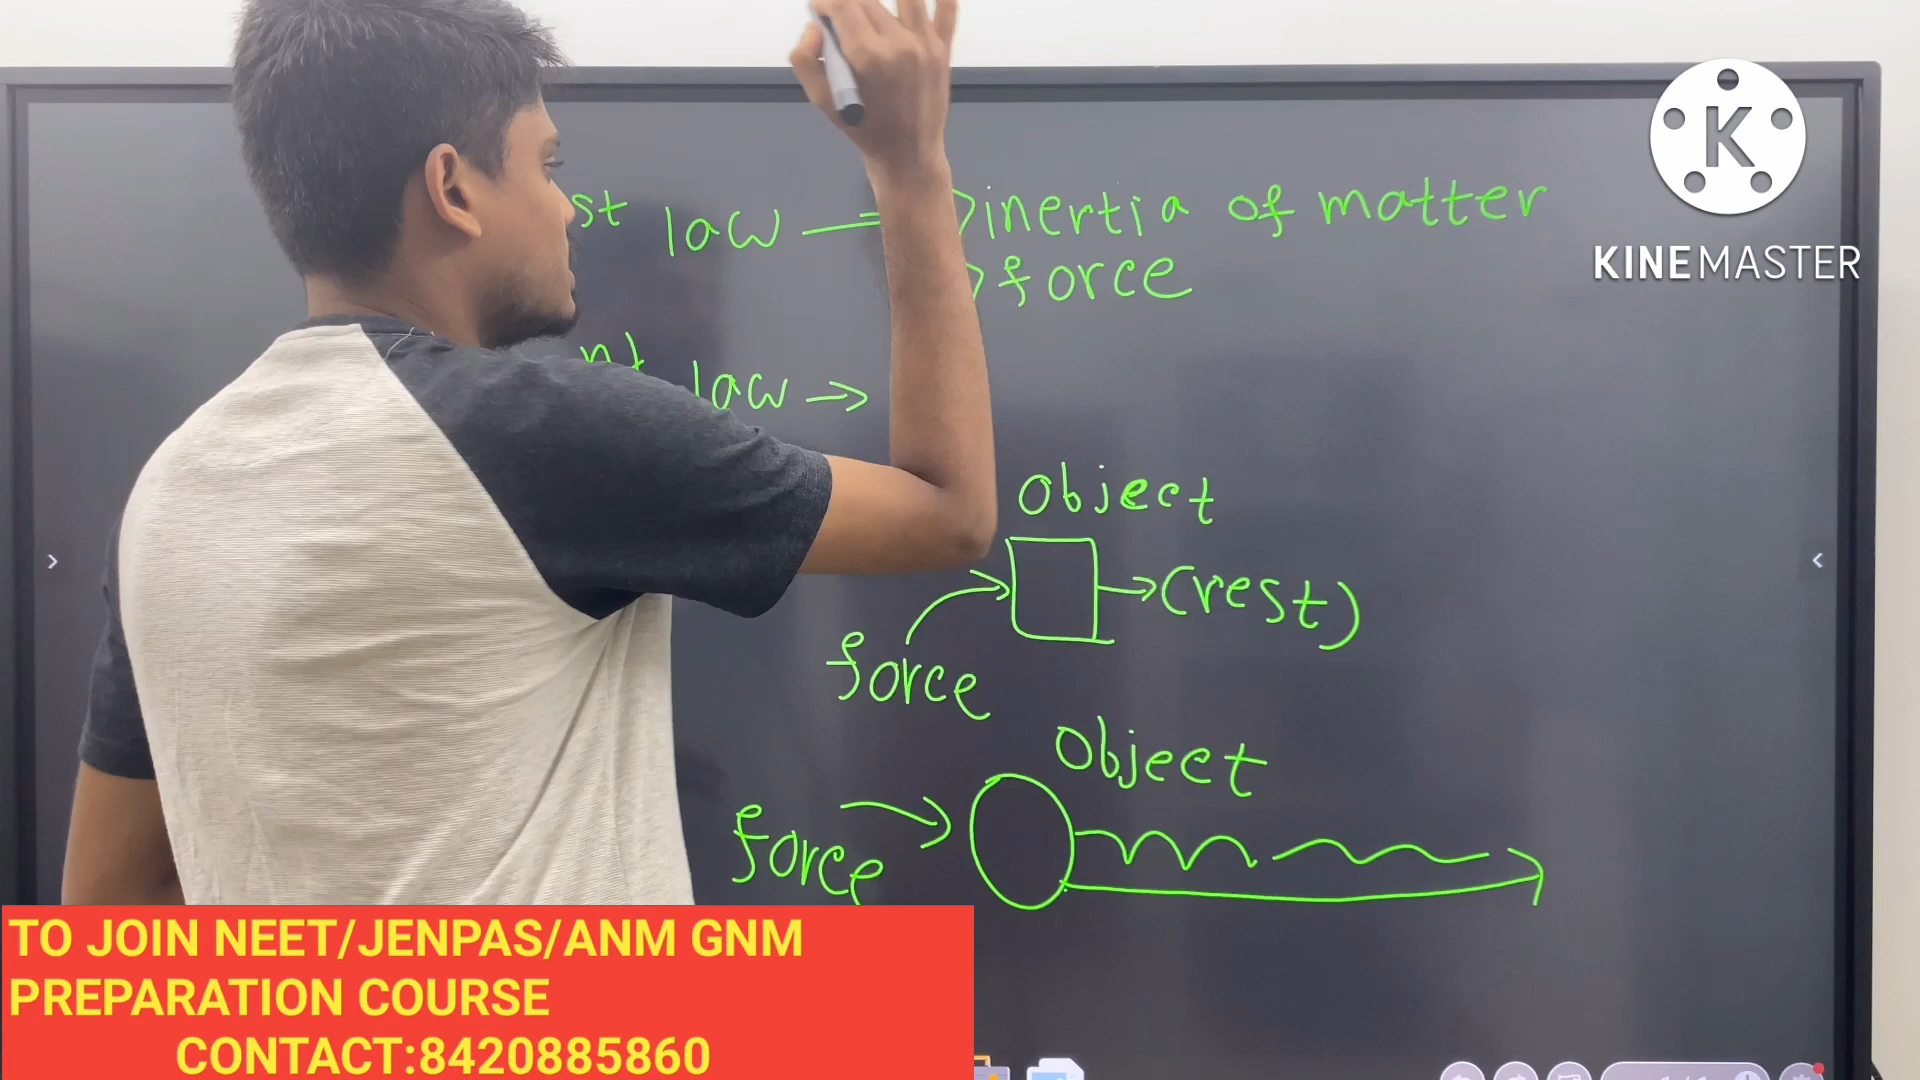 st law inertia of matter
force
law →
object
(rest)
force
object
force
K
KINEMASTER
TO JOIN NEET/JENPAS/ANM GNM
PREPARATION COURSE
CONTACT:8420885860